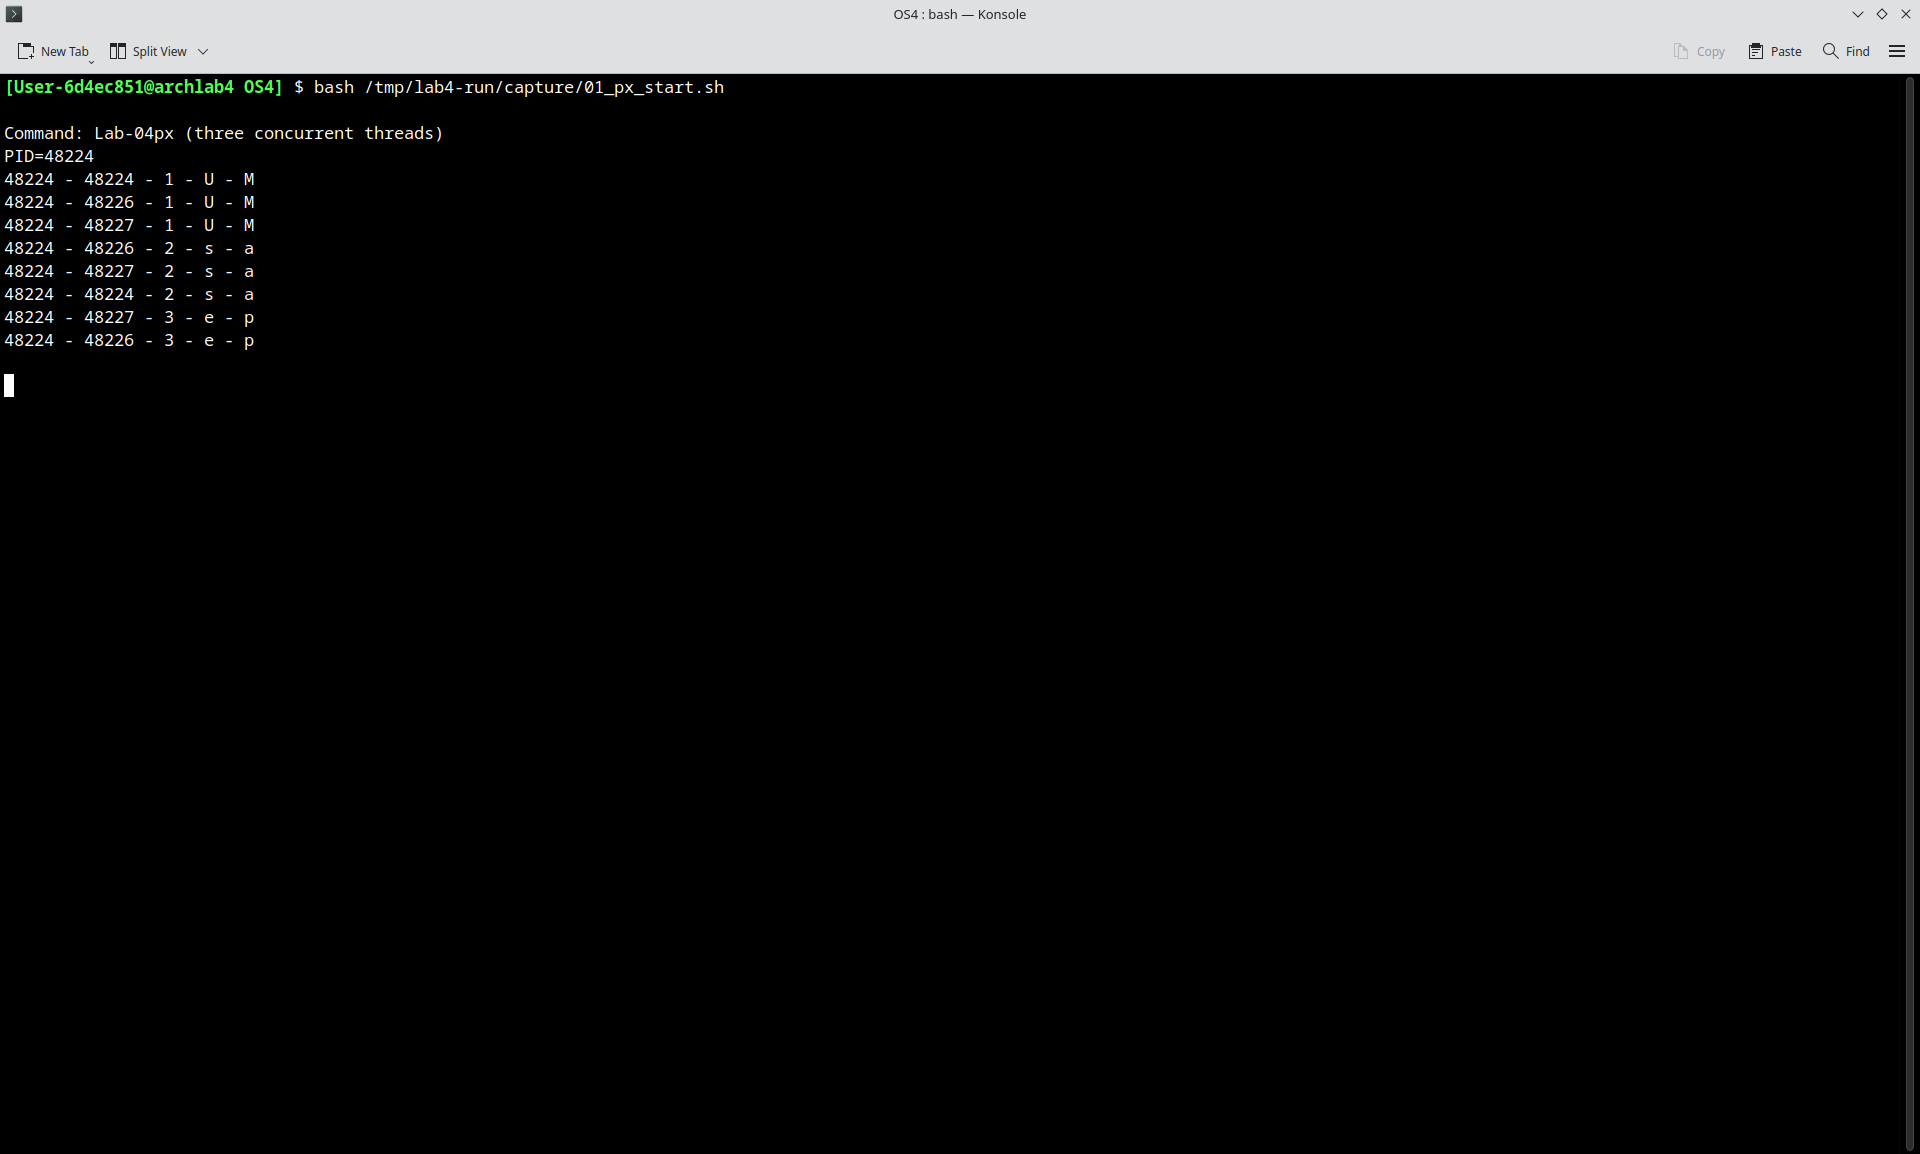 OS4 : bash — Konsole
New Tab Split View Copy Paste Find
[User-6d4ec851@archlab4 OS4] $ bash /tmp/lab4-run/capture/01_px_start.sh
Command: Lab-04px (three concurrent threads)
PID=48224
48224 - 48224 - 1 - U - M
48224 - 48226 - 1 - U - M
48224 - 48227 - 1 - U - M
48224 - 48226 - 2 - s - a
48224 - 48227 - 2 - s - a
48224 - 48224 - 2 - s - a
48224 - 48227 - 3 - e - p
48224 - 48226 - 3 - e - p